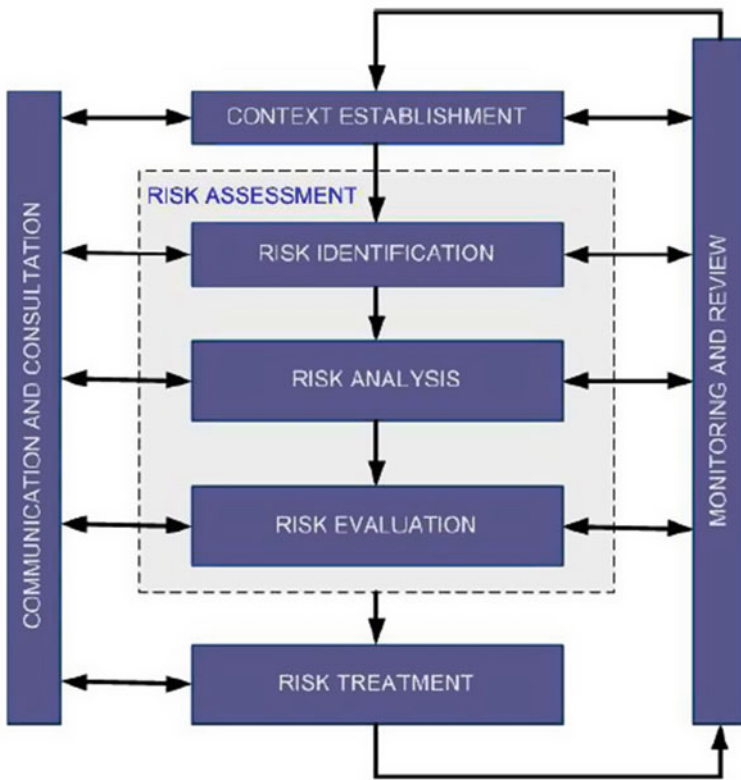 CONTEXT ESTABLISHMENT
RISK ASSESSMENT
RISK IDENTIFICATION
RISK ANALYSIS
RISK EVALUATION
RISK TREATMENT
COMMUNICATION AND CONSULTATION
MONITORING AND REVIEW